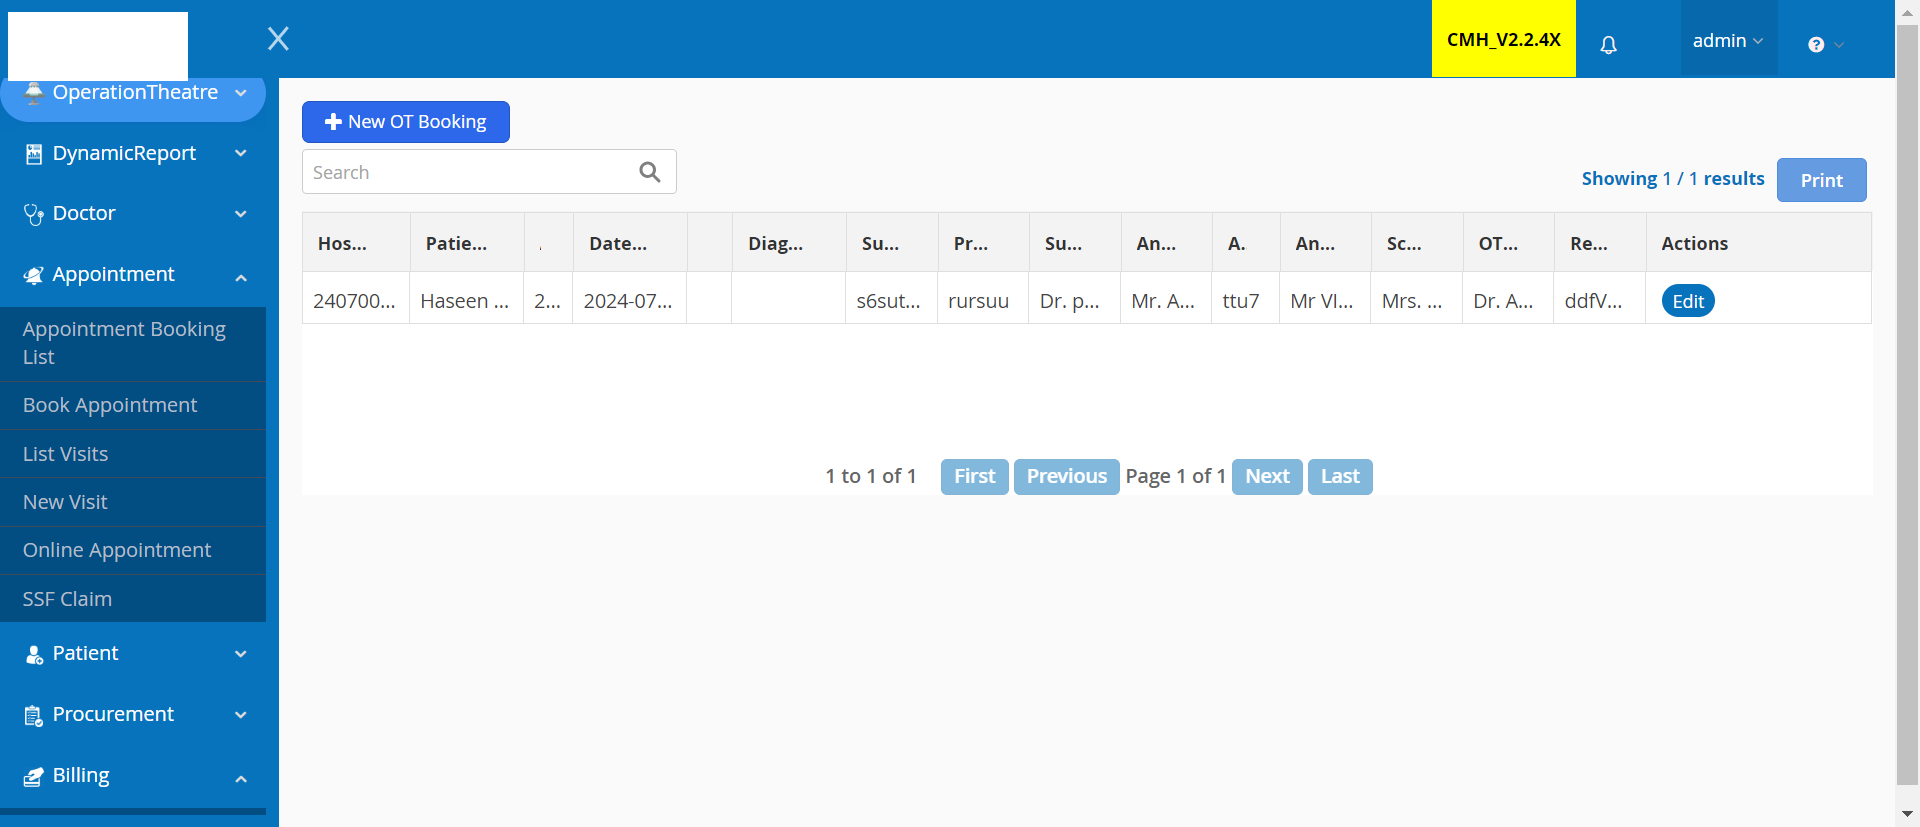 CMH_V2.2.4X
admin
OperationTheatre
DynamicReport
Doctor
Appointment
Appointment Booking
List
Book Appointment
List Visits
New Visit
Online Appointment
SSF Claim
Patient
Procurement
Billing
New OT Booking
Search
Showing 1 / 1 results
Print
Hos... Patie... Date... Diag... Su... Pr... Su... An... A. An... Sc... OT... Re... Actions
240700... Haseen ... 2... 2024-07... s6sut... rursuu Dr. p... Mr. A... ttu7 Mr VI... Mrs. ... Dr. A... ddfV... Edit
1 to 1 of 1 First Previous Page 1 of 1 Next Last